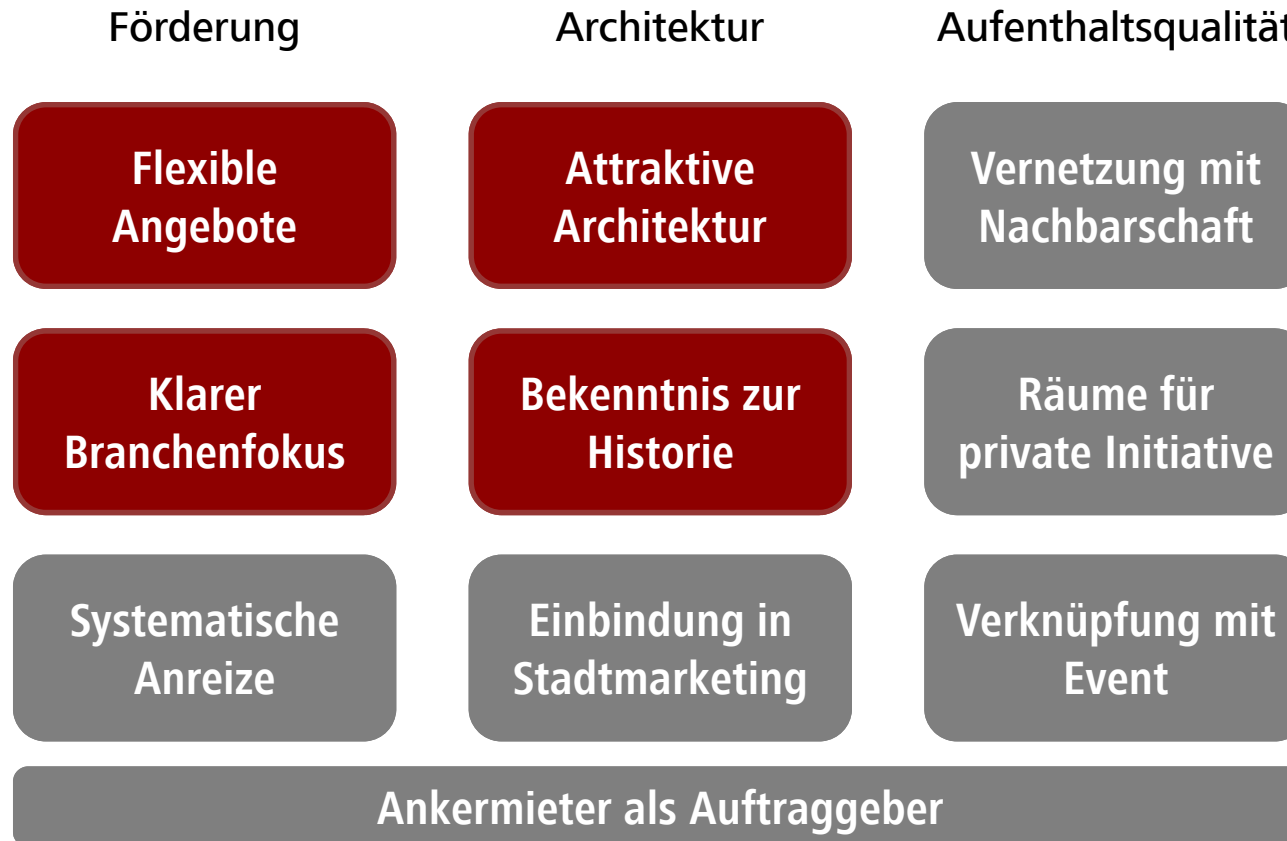 Förderung
Architektur
Aufenthaltsqualität
Flexible
Angebote
Attraktive
Architektur
Vernetzung mit
Nachbarschaft
Klarer
Branchenfokus
Bekenntnis zur
Historie
Räume für
private Initiative
Systematische
Anreize
Einbindung in
Stadtmarketing
Verknüpfung mit
Event
Ankermieter als Auftraggeber